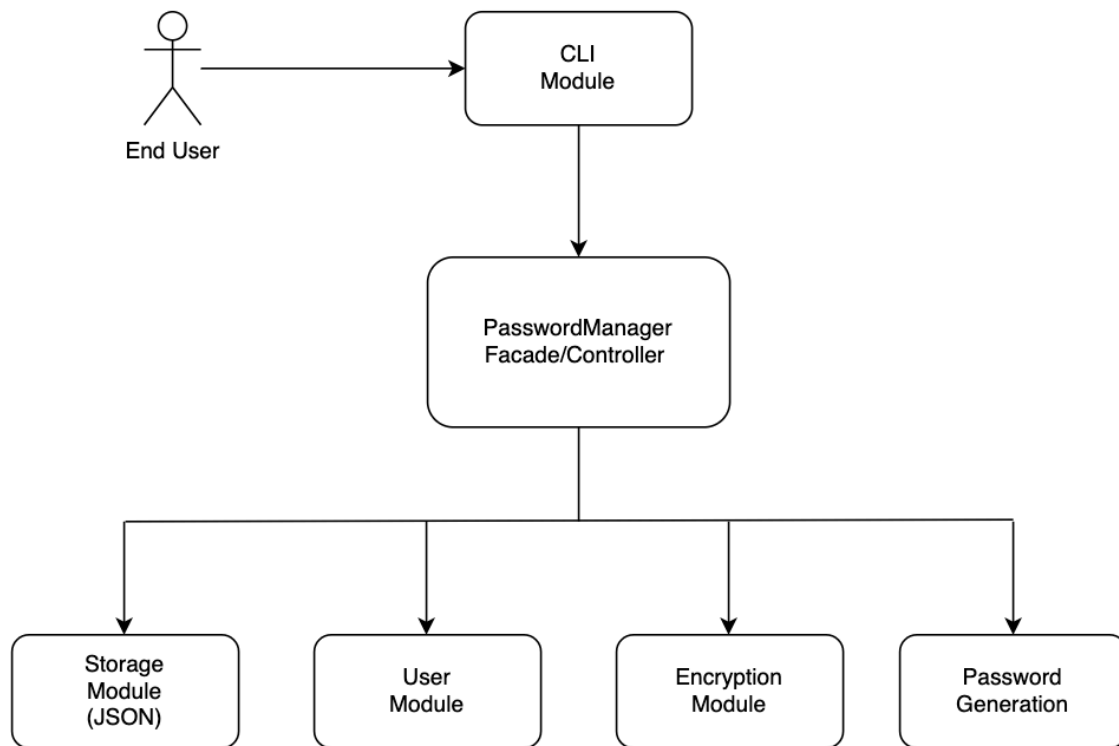 CLI
Module
End User
PasswordManager
Facade/Controller
Storage
Module
(JSON)
User
Module
Encryption
Module
Password
Generation